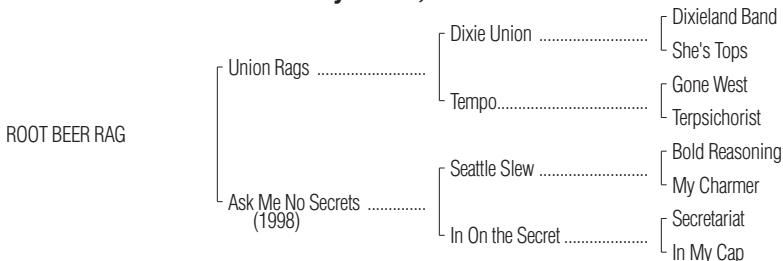 Dixieland Band
Dixie Union ..........................
She's Tops
Union Rags ..........................
Gone West
Tempo....................................
Terpsichorist
ROOT BEER RAG
Bold Reasoning
Seattle Slew ..........................
My Charmer
Ask Me No Secrets ..............
(1998)
Secretariat
In On the Secret ....................
In My Cap